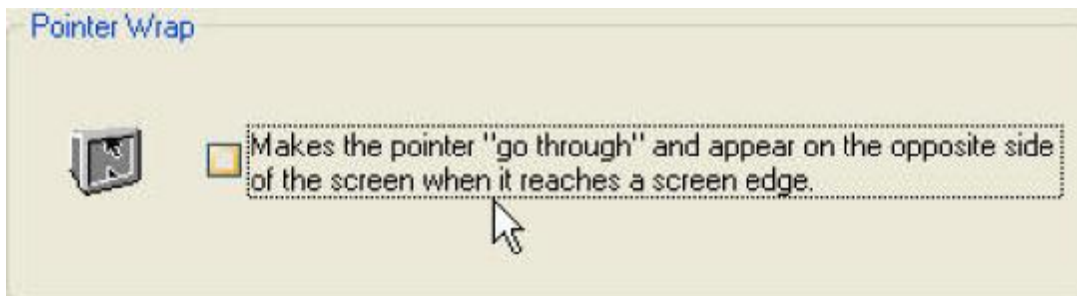 Pointer Wrap
Makes the pointer "go through" and appear on the opposite side
of the screen when it reaches a screen edge.